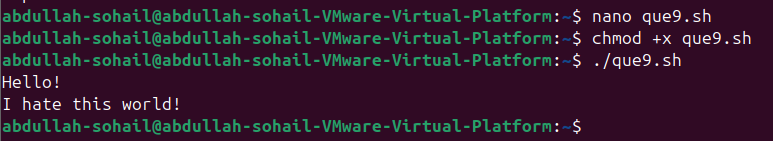 abdullah-sohail@abdullah-sohail-VMware-Virtual-Platform:~$ nano que9.sh
abdullah-sohail@abdullah-sohail-VMware-Virtual-Platform:~$ chmod +x que9.sh
abdullah-sohail@abdullah-sohail-VMware-Virtual-Platform:~$ ./que9.sh
Hello!
I hate this world!
abdullah-sohail@abdullah-sohail-VMware-Virtual-Platform:~$